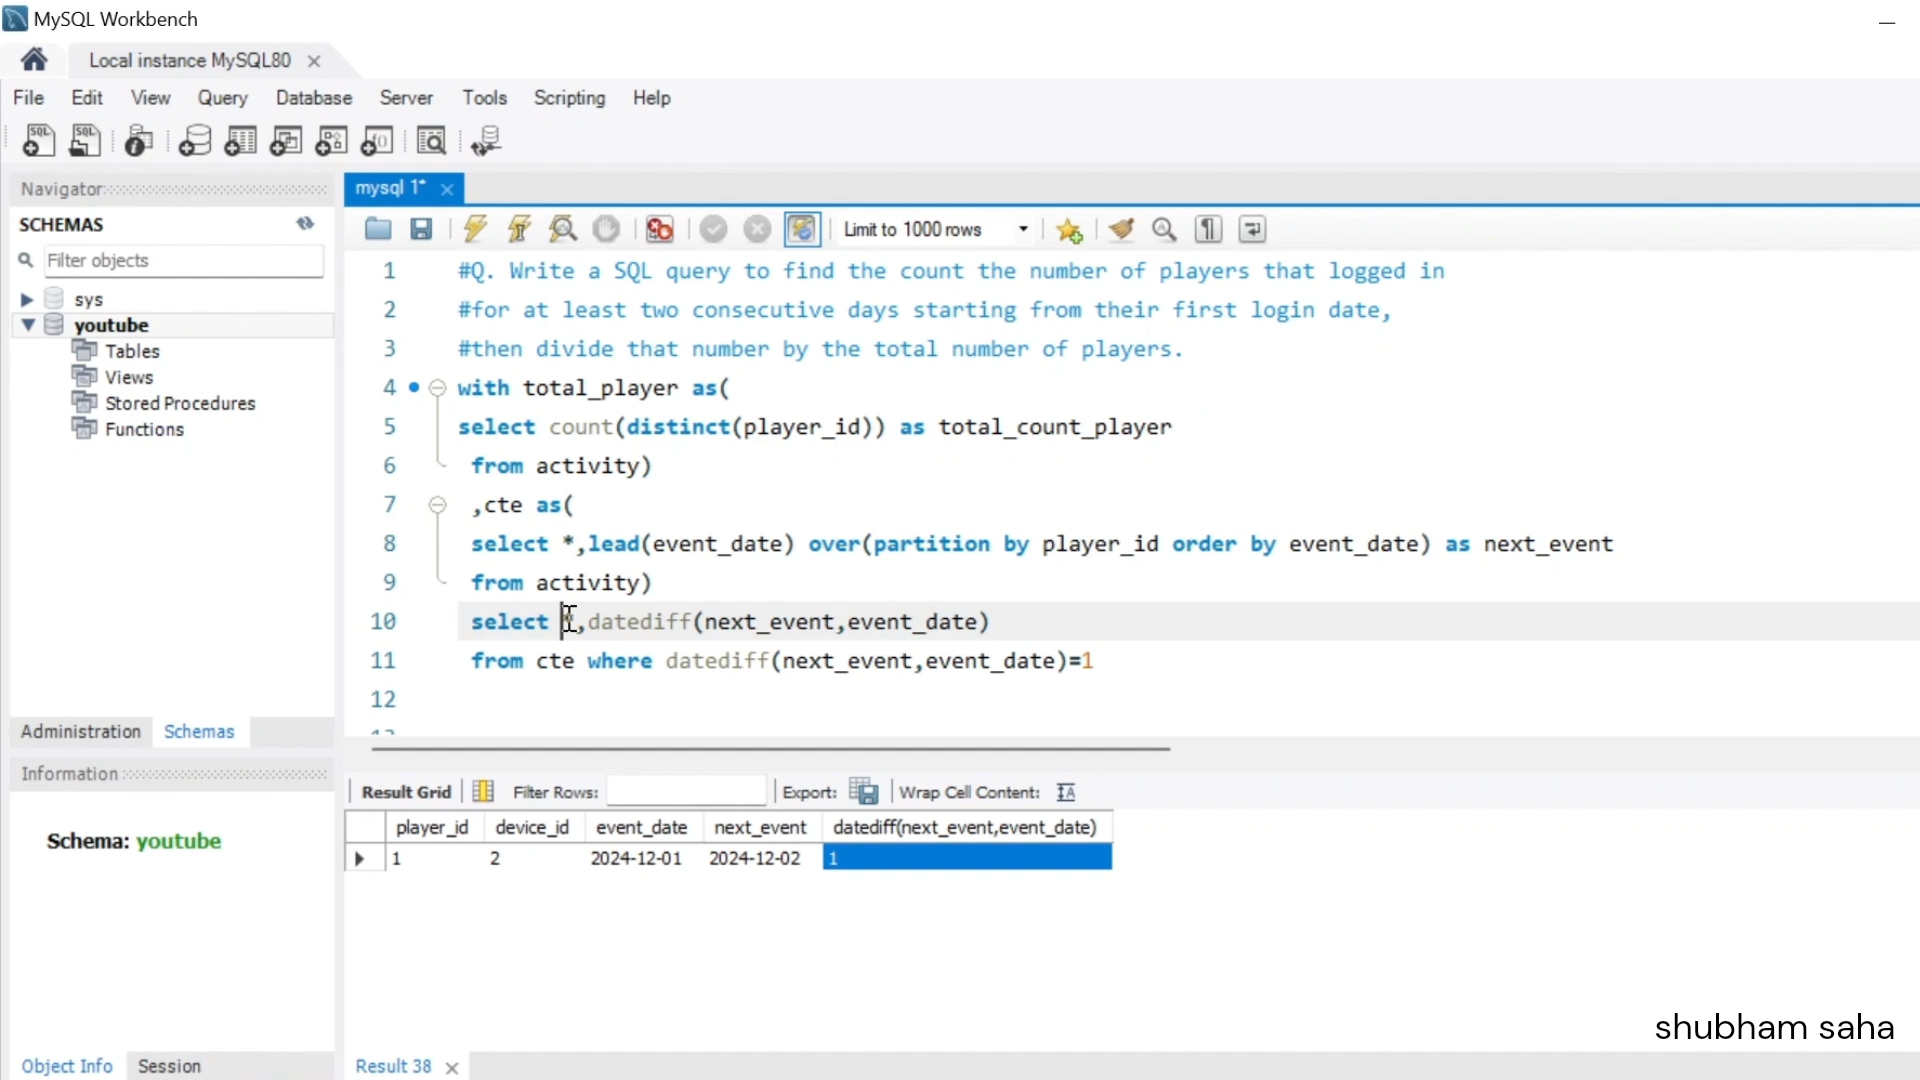 MySQL Workbench
Local instance MySQL80
File Edit View Query Database Server Tools Scripting Help
Navigator
SCHEMAS
Filter objects
sys
youtube
Tables
Views
Stored Procedures
Functions
Administration Schemas
Information
Schema: youtube
Object Info Session
mysql 1*
Limit to 1000 rows
1 #Q. Write a SQL query to find the count the number of players that logged in
2 #for at least two consecutive days starting from their first login date,
3 #then divide that number by the total number of players.
4 with total_player as(
5 select count(distinct(player_id)) as total_count_player
6 from activity)
7 ,cte as(
8 select *,lead(event_date) over(partition by player_id order by event_date) as next_event
9 from activity)
10 select *,datediff(next_event,event_date)
11 from cte where datediff(next_event,event_date)=1
12
Result Grid Filter Rows: Export: Wrap Cell Content:
player_id device_id event_date next_event datediff(next_event,event_date)
1 2 2024-12-01 2024-12-02 1
Result 38
shubham saha